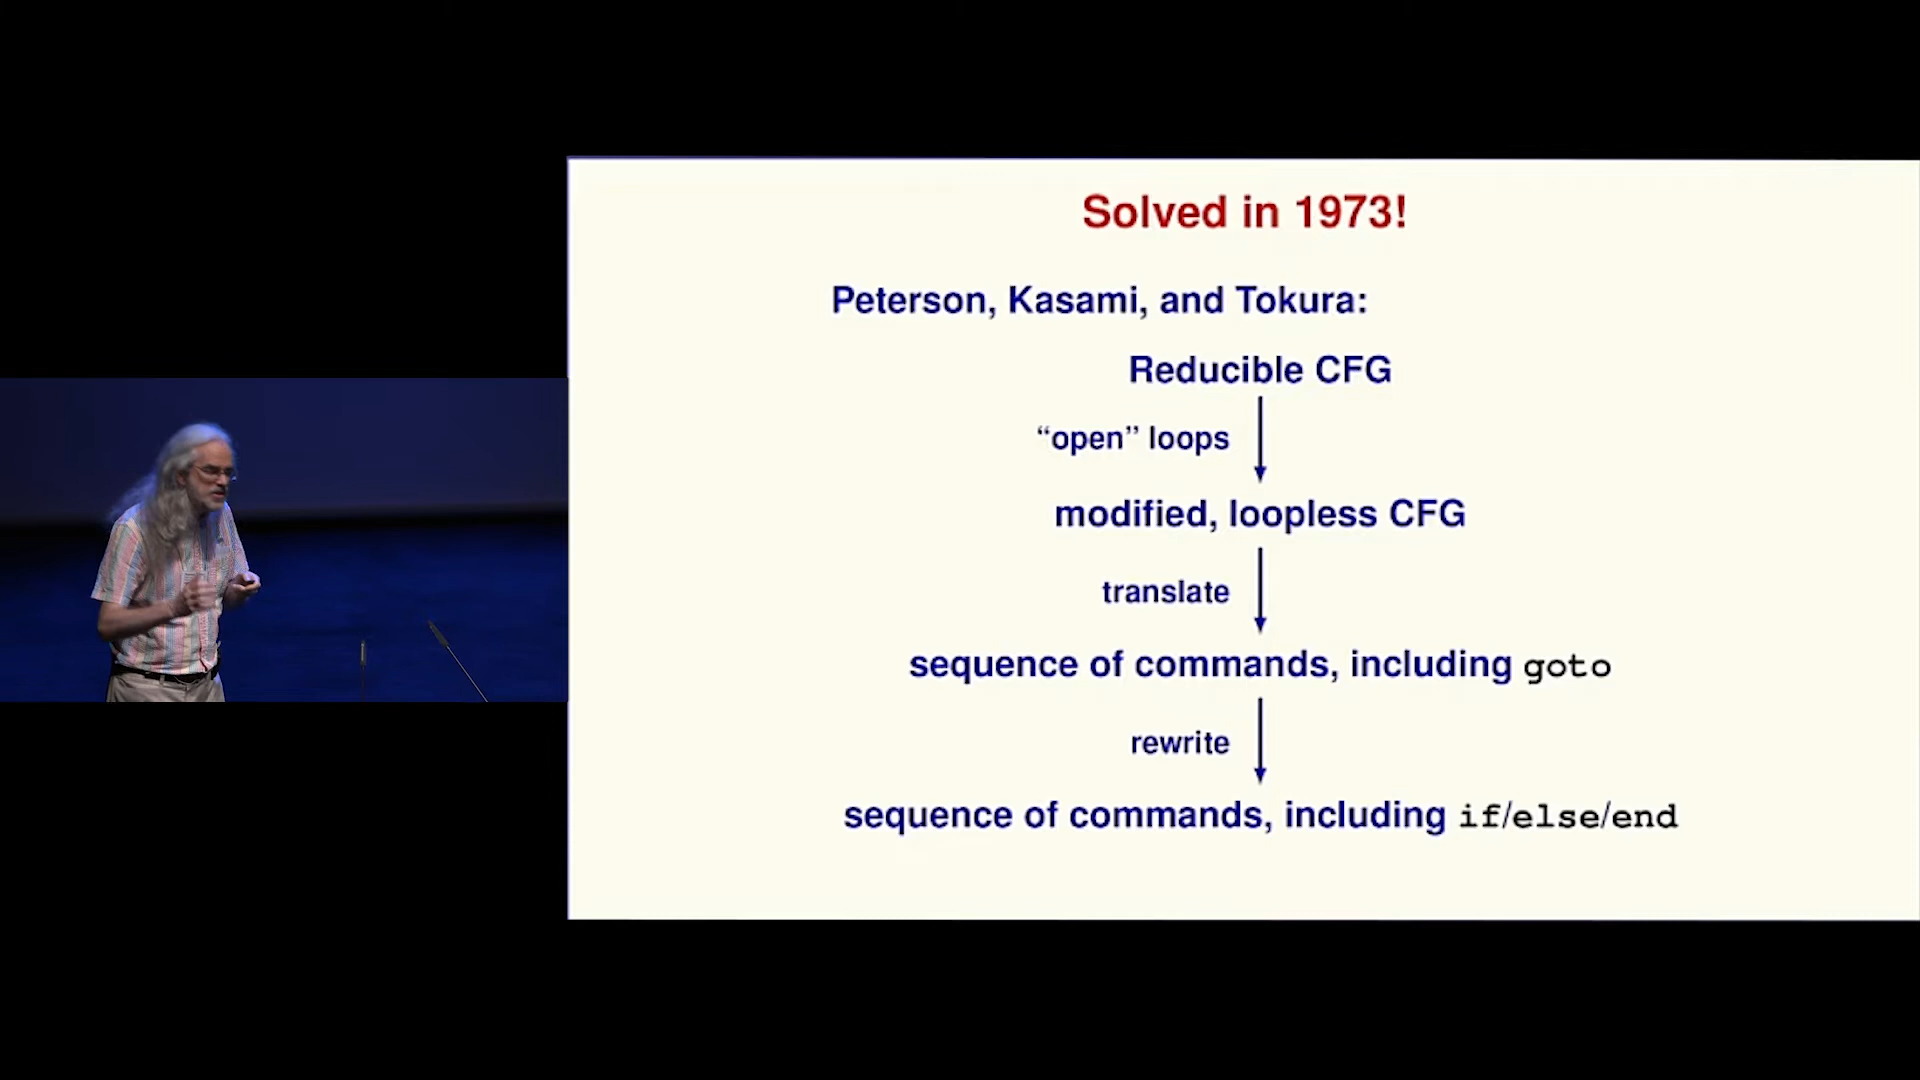 Solved in 1973!
Peterson, Kasami, and Tokura:
Reducible CFG
“open” loops
modified, loopless CFG
translate
sequence of commands, including goto
rewrite
sequence of commands, including if/else/end